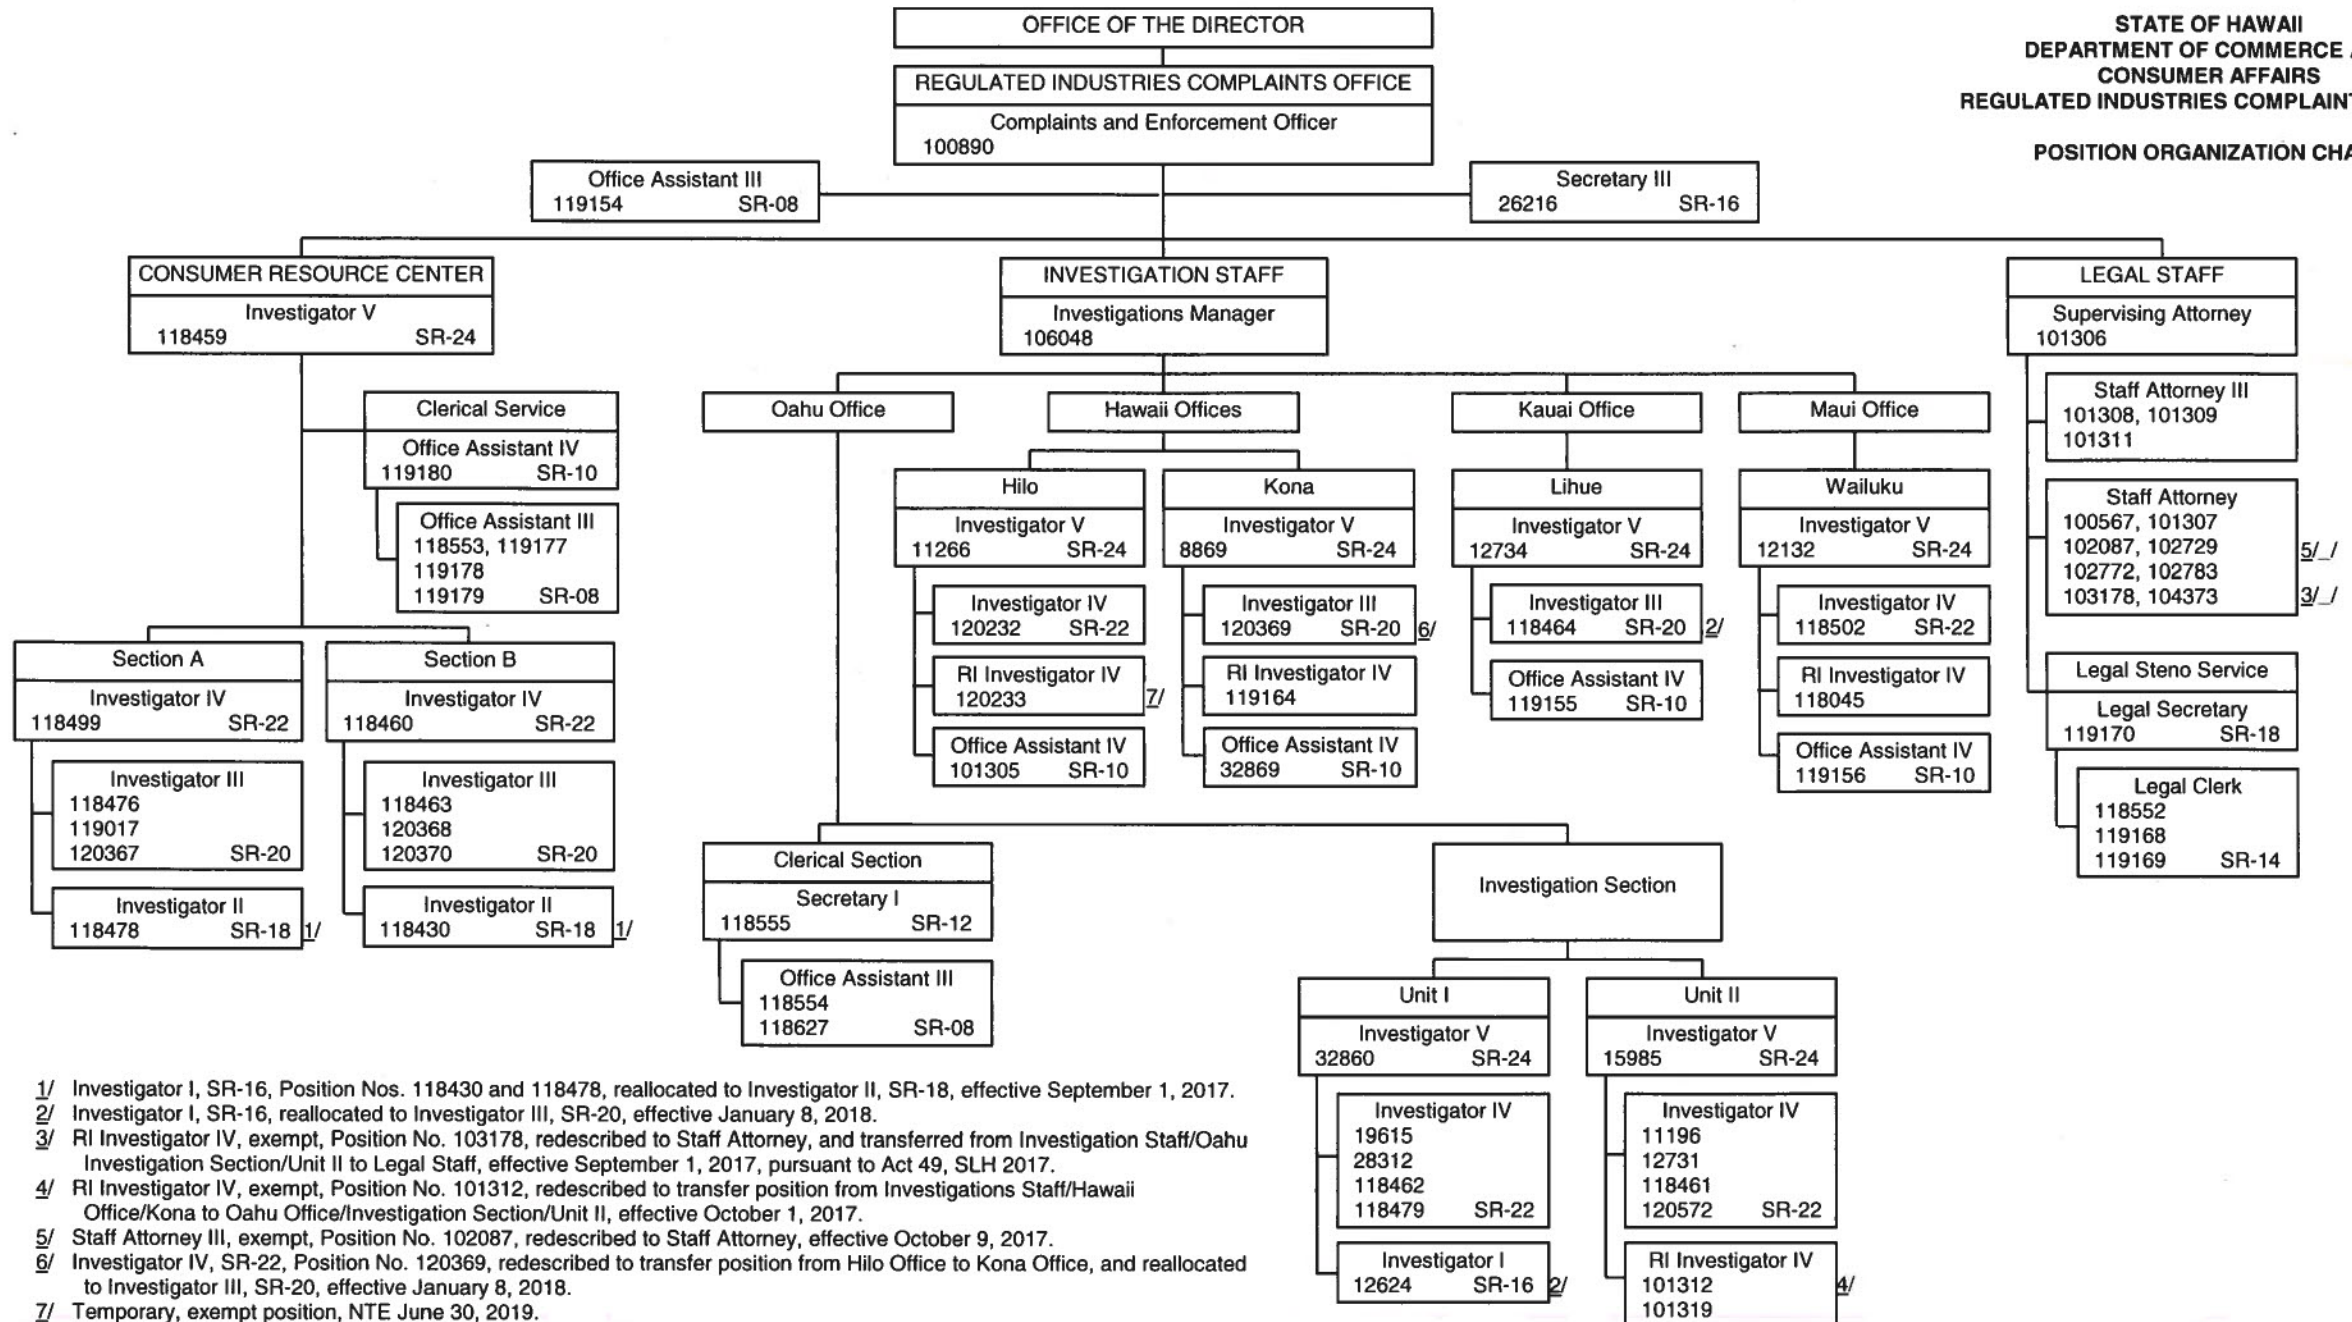 OFFICE OF THE DIRECTOR
STATE OF HAWAII
DEPARTMENT OF COMMERCE
CONSUMER AFFAIRS
REGULATED INDUSTRIES COMPLAINT
POSITION ORGANIZATION CHA
REGULATED INDUSTRIES COMPLAINTS OFFICE
Complaints and Enforcement Officer
100890
Office Assistant III
119154 SR-08
Secretary III
26216 SR-16
CONSUMER RESOURCE CENTER
Investigator V
118459 SR-24
Clerical Service
Office Assistant IV
119180 SR-10
Office Assistant III
118553, 119177
119178
119179 SR-08
Section A
Investigator IV
118499 SR-22
Investigator III
118476
119017
120367 SR-20
Investigator II
118478 SR-18 1/
Section B
Investigator IV
118460 SR-22
Investigator III
118463
120368
120370 SR-20
Investigator II
118430 SR-18 1/
INVESTIGATION STAFF
Investigations Manager
106048
Oahu Office
Hawaii Offices
Kauai Office
Maui Office
Hilo
Investigator V
11266 SR-24
Investigator IV
120232 SR-22
RI Investigator IV
120233 7/
Office Assistant IV
101305 SR-10
Kona
Investigator V
8869 SR-24
Investigator III
120369 SR-20 6/
RI Investigator IV
119164
Office Assistant IV
32869 SR-10
Lihue
Investigator V
12734 SR-24
Investigator III
118464 SR-20 2/
Office Assistant IV
119155 SR-10
Wailuku
Investigator V
12132 SR-24
Investigator IV
118502 SR-22
RI Investigator IV
118045
Office Assistant IV
119156 SR-10
Clerical Section
Secretary I
118555 SR-12
Office Assistant III
118554
118627 SR-08
Investigation Section
Unit I
Investigator V
32860 SR-24
Investigator IV
19615
28312
118462
118479 SR-22
Investigator I
12624 SR-16 2/
Unit II
Investigator V
15985 SR-24
Investigator IV
11196
12731
118461
120572 SR-22
RI Investigator IV
101312 4/
101319
LEGAL STAFF
Supervising Attorney
101306
Staff Attorney III
101308, 101309
101311
Staff Attorney
100567, 101307
102087, 102729 5/_/
102772, 102783
103178, 104373 3/_/
Legal Steno Service
Legal Secretary
119170 SR-18
Legal Clerk
118552
119168
119169 SR-14
1/ Investigator I, SR-16, Position Nos. 118430 and 118478, reallocated to Investigator II, SR-18, effective September 1, 2017.
2/ Investigator I, SR-16, reallocated to Investigator III, SR-20, effective January 8, 2018.
3/ RI Investigator IV, exempt, Position No. 103178, redescribed to Staff Attorney, and transferred from Investigation Staff/Oahu
Investigation Section/Unit II to Legal Staff, effective September 1, 2017, pursuant to Act 49, SLH 2017.
4/ RI Investigator IV, exempt, Position No. 101312, redescribed to transfer position from Investigations Staff/Hawaii
Office/Kona to Oahu Office/Investigation Section/Unit II, effective October 1, 2017.
5/ Staff Attorney III, exempt, Position No. 102087, redescribed to Staff Attorney, effective October 9, 2017.
6/ Investigator IV, SR-22, Position No. 120369, redescribed to transfer position from Hilo Office to Kona Office, and reallocated
to Investigator III, SR-20, effective January 8, 2018.
7/ Temporary, exempt position, NTE June 30, 2019.